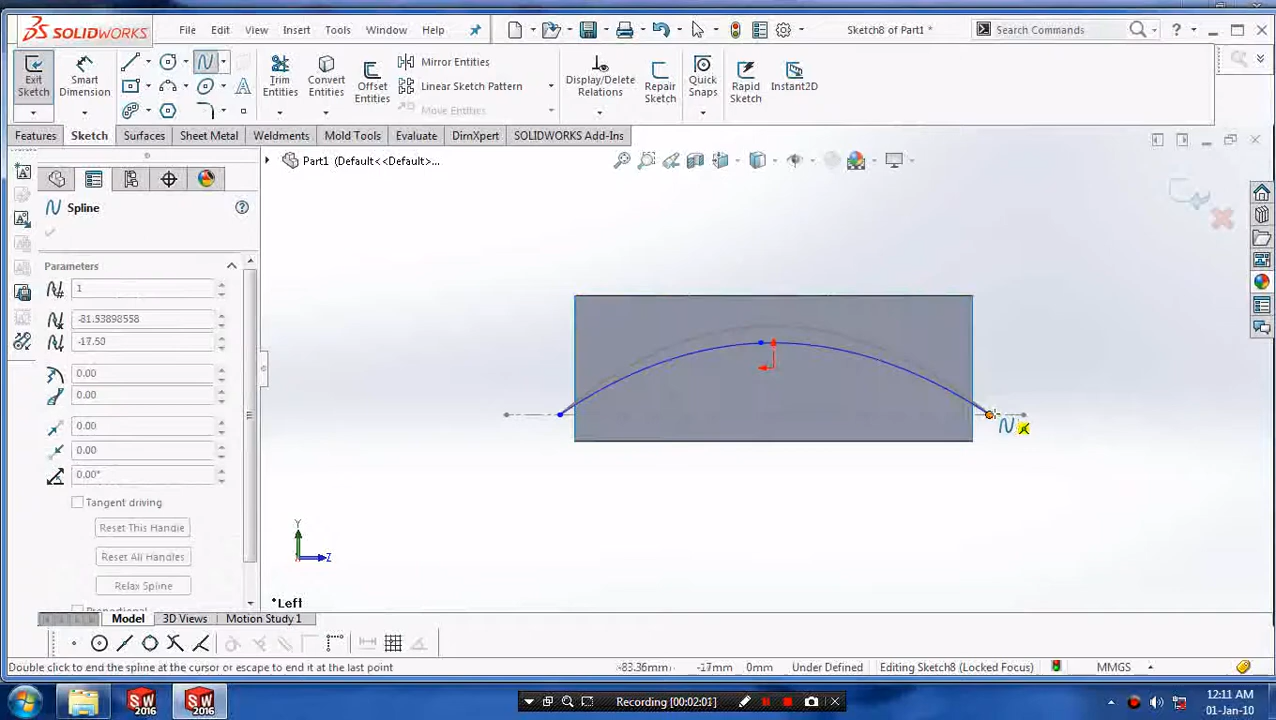 SOLIDWORKS
File Edit View Insert Tools Window Help
Sketch8 of Part1 *
Search Commands
Exit Sketch
Smart Dimension
Trim Entities
Convert Entities
Offset Entities
Mirror Entities
Linear Sketch Pattern
Move Entities
Display/Delete Relations
Repair Sketch
Quick Snaps
Rapid Sketch
Instant2D
Features Sketch Surfaces Sheet Metal Weldments Mold Tools Evaluate DimXpert SOLIDWORKS Add-Ins
Part1 (Default<<Default>...
Spline
Parameters
1
-81.53898558
-17.50
0.00
0.00
0.00
0.00
0.00°
Tangent driving
Reset This Handle
Reset All Handles
Relax Spline
Y
Z
*Left
Model 3D Views Motion Study 1
Double click to end the spline at the cursor or escape to end it at the last point
-83.36mm -17mm 0mm Under Defined Editing Sketch8 (Locked Focus) MMGS
SW 2016
SW 2016
Recording [00:02:01]
12:11 AM
01-Jan-10